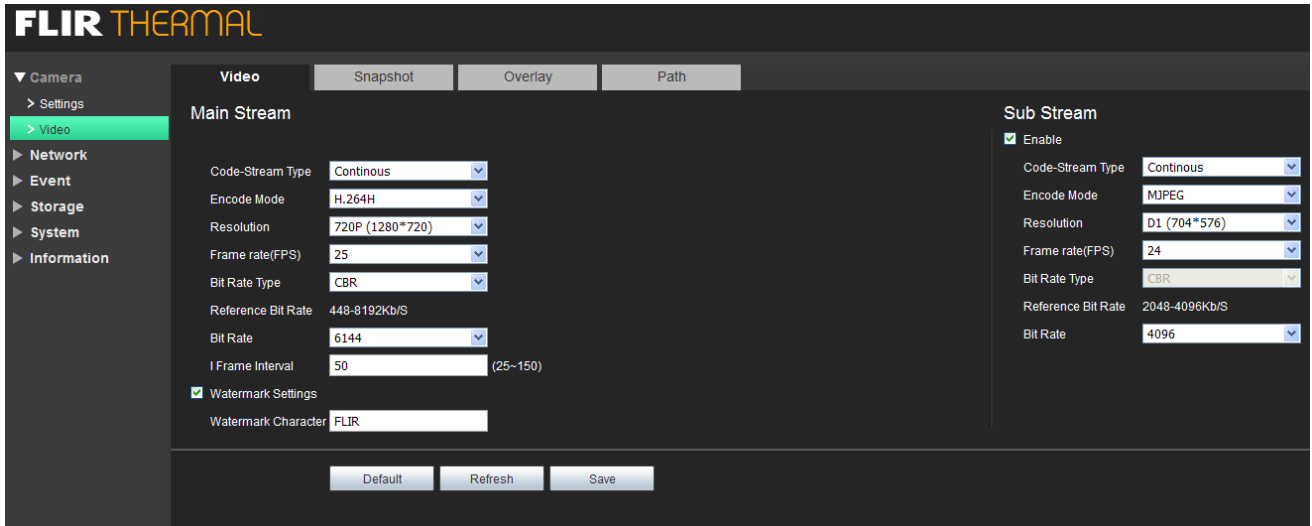 FLIR THERMAL
Camera
Settings
Video
Network
Event
Storage
System
Information
Video Snapshot Overlay Path
Main Stream
Code-Stream Type Continous
Encode Mode H.264H
Resolution 720P (1280*720)
Frame rate(FPS) 25
Bit Rate Type CBR
Reference Bit Rate 448-8192Kb/S
Bit Rate 6144
I Frame Interval 50 (25~150)
Watermark Settings
Watermark Character FLIR
Sub Stream
Enable
Code-Stream Type Continous
Encode Mode MJPEG
Resolution D1 (704*576)
Frame rate(FPS) 24
Bit Rate Type CBR
Reference Bit Rate 2048-4096Kb/S
Bit Rate 4096
Default Refresh Save